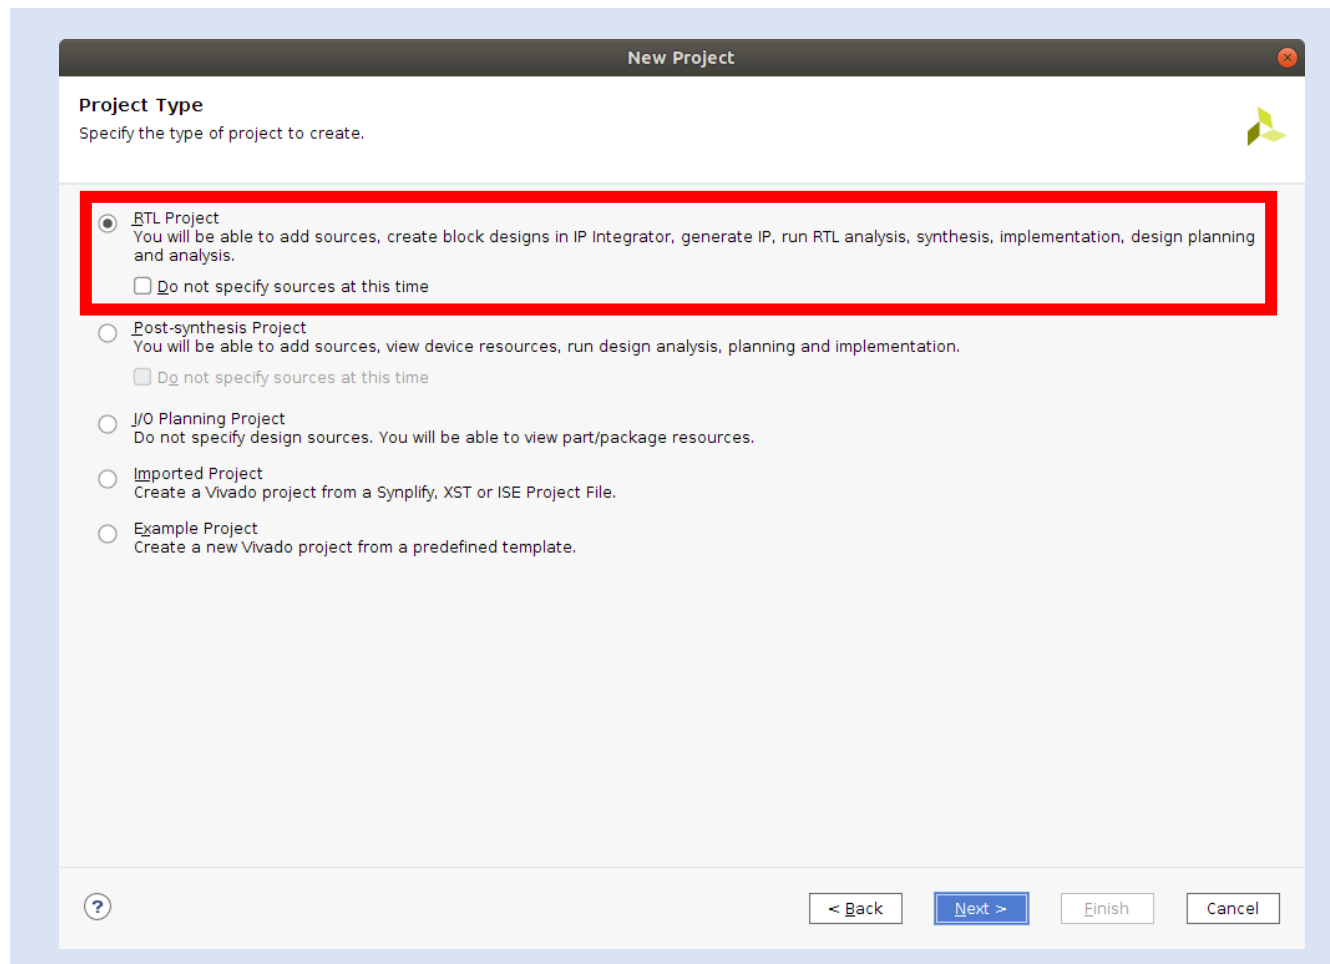 New Project
Project Type
Specify the type of project to create.
RTL Project
You will be able to add sources, create block designs in IP Integrator, generate IP, run RTL analysis, synthesis, implementation, design planning
and analysis.
Do not specify sources at this time
Post-synthesis Project
You will be able to add sources, view device resources, run design analysis, planning and implementation.
Do not specify sources at this time
I/O Planning Project
Do not specify design sources. You will be able to view part/package resources.
Imported Project
Create a Vivado project from a Synplify, XST or ISE Project File.
Example Project
Create a new Vivado project from a predefined template.
? < Back Next > Finish Cancel